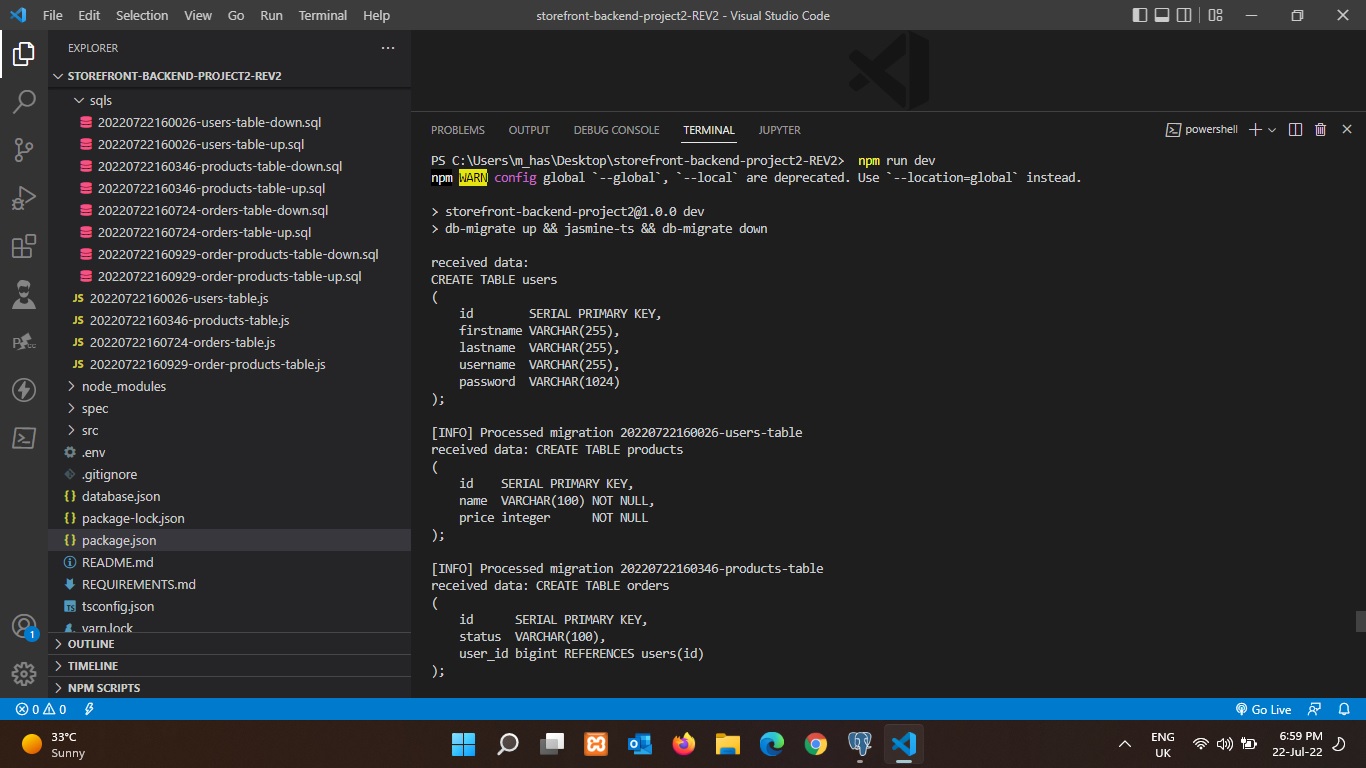 File Edit Selection View Go Run Terminal Help
storefront-backend-project2-REV2 - Visual Studio Code
EXPLORER
STOREFRONT-BACKEND-PROJECT2-REV2
sqls
20220722160026-users-table-down.sql
20220722160026-users-table-up.sql
20220722160346-products-table-down.sql
20220722160346-products-table-up.sql
20220722160724-orders-table-down.sql
20220722160724-orders-table-up.sql
20220722160929-order-products-table-down.sql
20220722160929-order-products-table-up.sql
JS 20220722160026-users-table.js
JS 20220722160346-products-table.js
JS 20220722160724-orders-table.js
JS 20220722160929-order-products-table.js
node_modules
spec
src
.env
.gitignore
{} database.json
{} package-lock.json
{} package.json
README.md
REQUIREMENTS.md
TS tsconfig.json
yarn.lock
OUTLINE
TIMELINE
NPM SCRIPTS
1
PROBLEMS OUTPUT DEBUG CONSOLE TERMINAL JUPYTER
powershell
PS C:\Users\m_has\Desktop\storefront-backend-project2-REV2> npm run dev
npm WARN config global `--global`, `--local` are deprecated. Use `--location=global` instead.
> storefront-backend-project2@1.0.0 dev
> db-migrate up && jasmine-ts && db-migrate down
received data:
CREATE TABLE users
(
id SERIAL PRIMARY KEY,
firstname VARCHAR(255),
lastname VARCHAR(255),
username VARCHAR(255),
password VARCHAR(1024)
);
[INFO] Processed migration 20220722160026-users-table
received data: CREATE TABLE products
(
id SERIAL PRIMARY KEY,
name VARCHAR(100) NOT NULL,
price integer NOT NULL
);
[INFO] Processed migration 20220722160346-products-table
received data: CREATE TABLE orders
(
id SERIAL PRIMARY KEY,
status VARCHAR(100),
user_id bigint REFERENCES users(id)
);
0 0
Go Live
33°C
Sunny
ENG
UK
6:59 PM
22-Jul-22